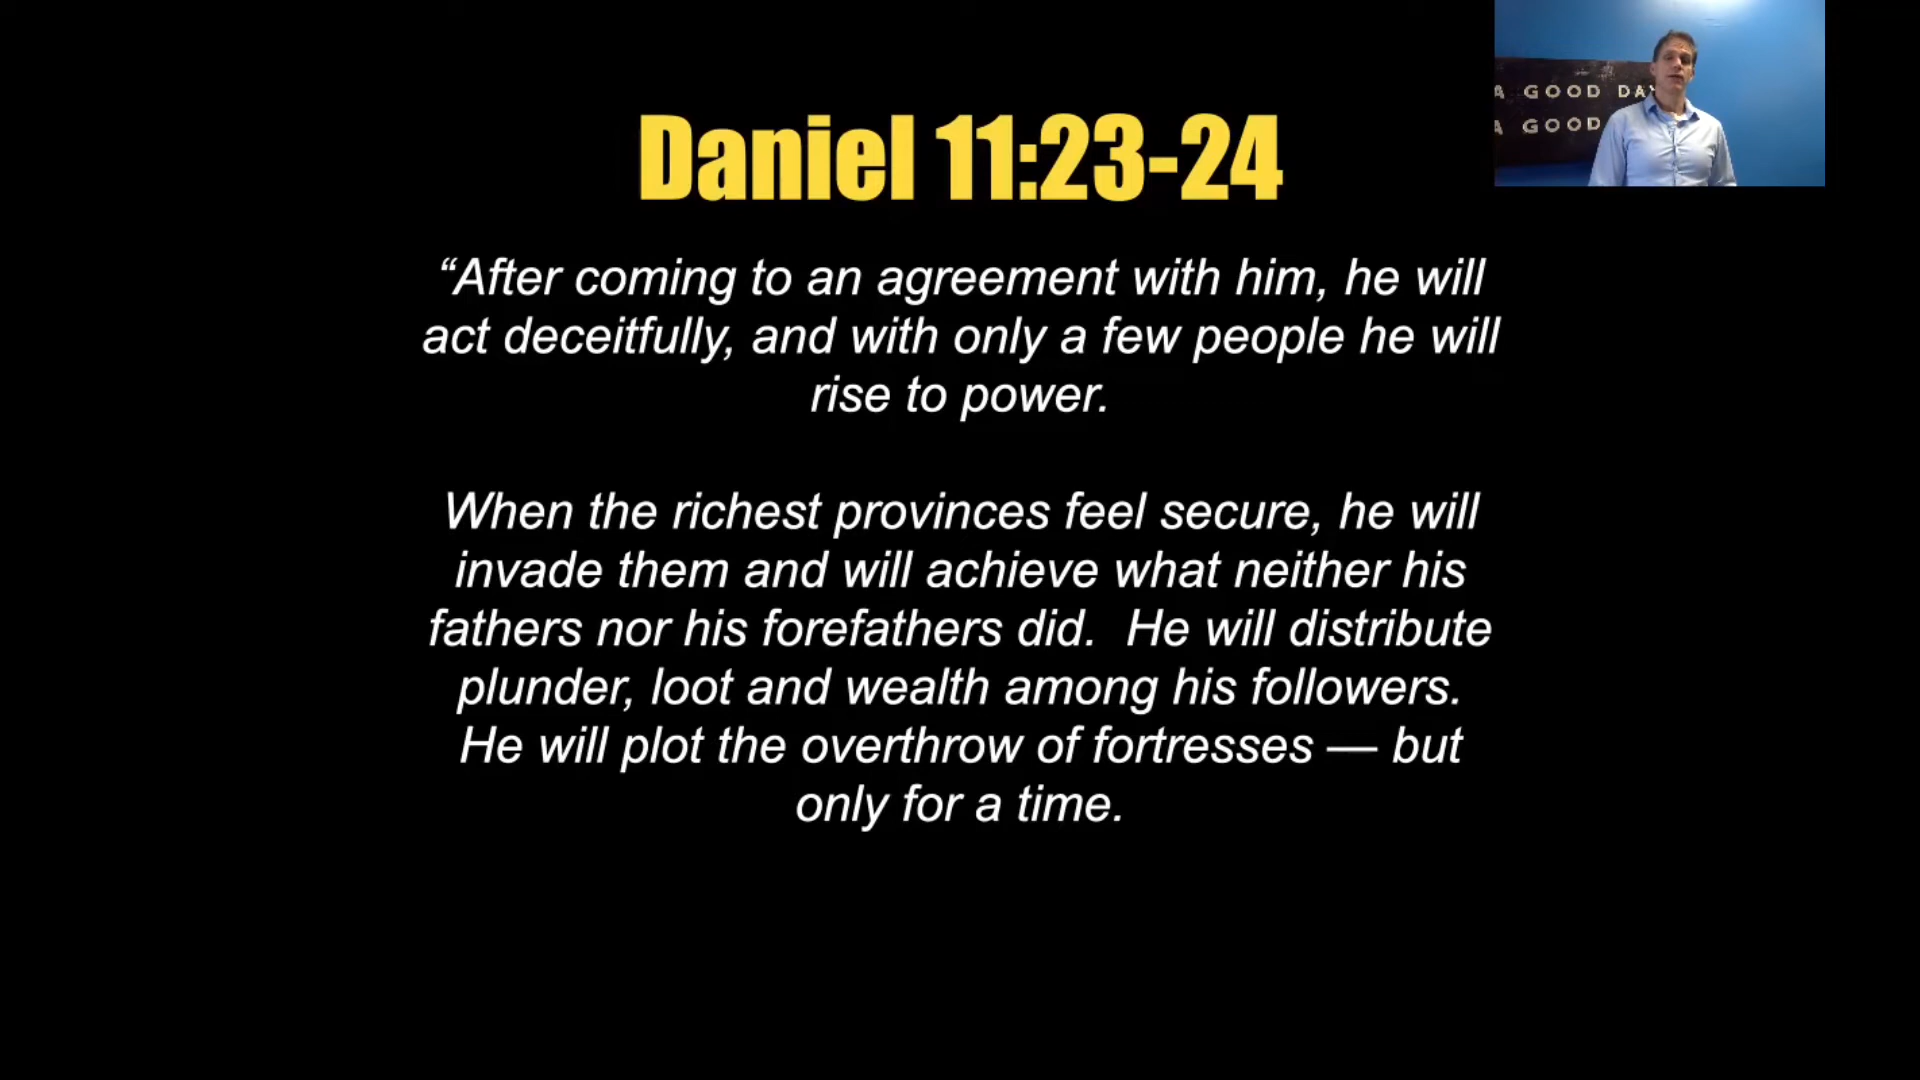 Daniel 11:23-24
“After coming to an agreement with him, he will
act deceitfully, and with only a few people he will
rise to power.
When the richest provinces feel secure, he will
invade them and will achieve what neither his
fathers nor his forefathers did.  He will distribute
plunder, loot and wealth among his followers.
He will plot the overthrow of fortresses — but
only for a time.
A GOOD DAY
A GOOD